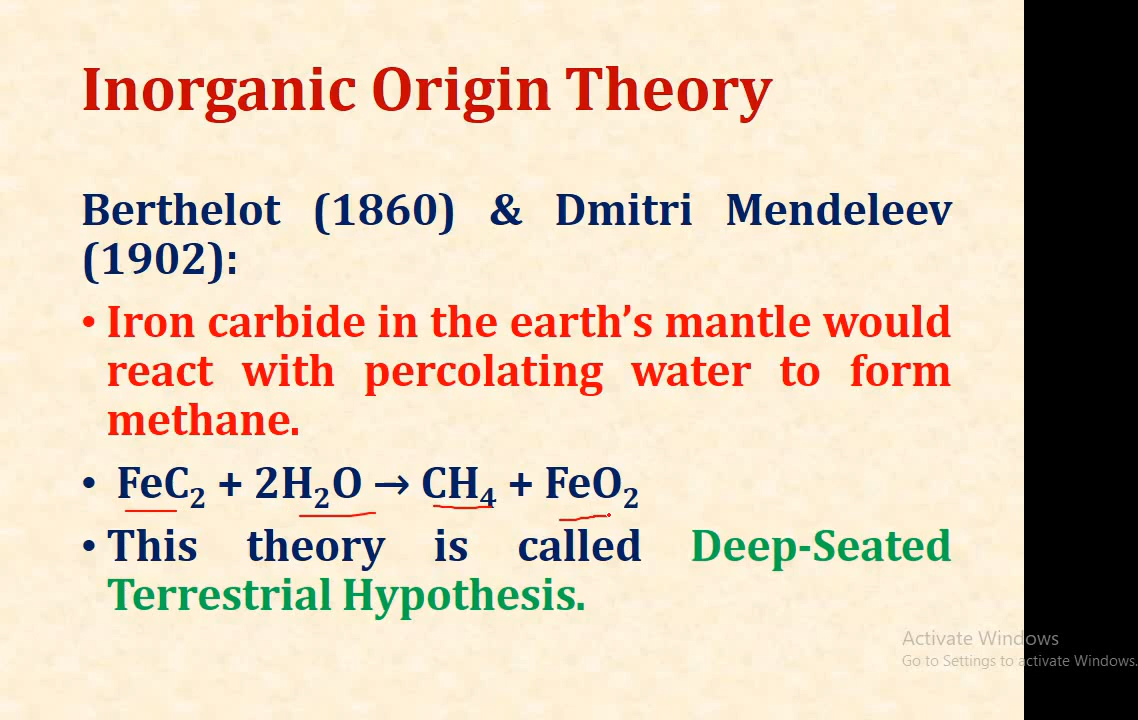 Inorganic Origin Theory
Berthelot (1860) & Dmitri Mendeleev
(1902):
• Iron carbide in the earth’s mantle would
react with percolating water to form
methane.
• FeC₂ + 2H₂O → CH₄ + FeO₂
• This theory is called Deep-Seated
Terrestrial Hypothesis.
Activate Windows
Go to Settings to activate Windows.